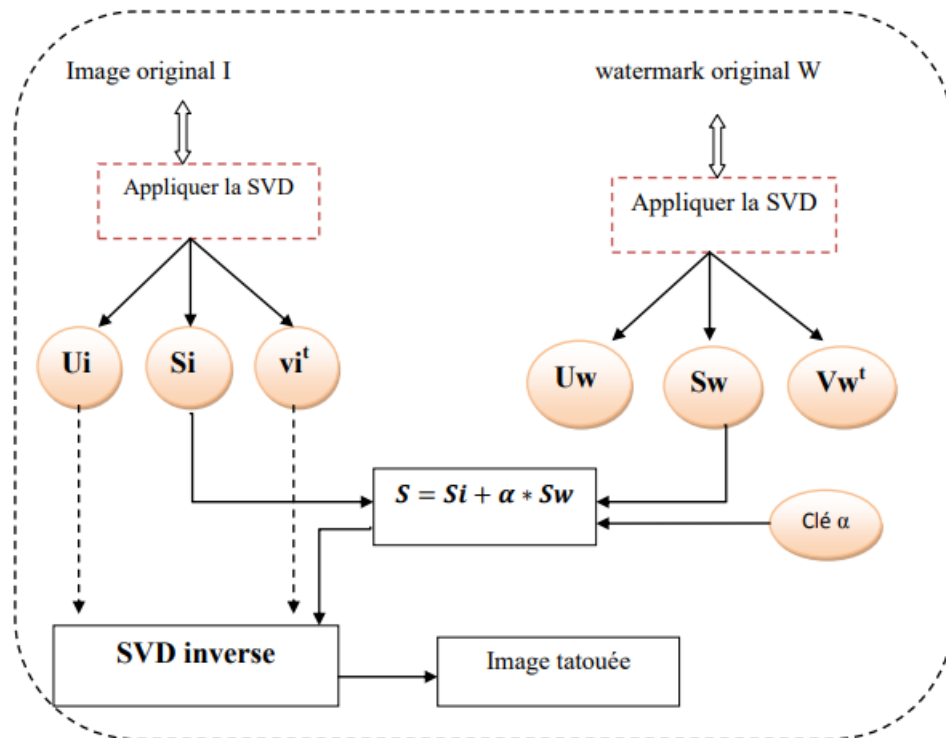 Image original I
watermark original W
Appliquer la SVD
Appliquer la SVD
Ui
Si
vi^t
Uw
Sw
Vw^t
S = Si + α ∗ Sw
Clé α
SVD inverse
Image tatouée